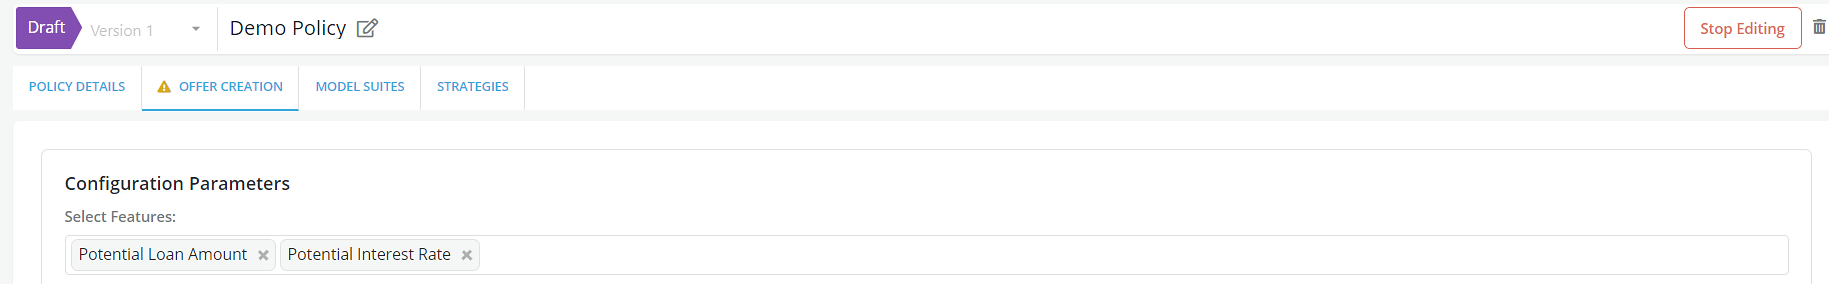 Draft
Version 1
Demo Policy
Stop Editing
POLICY DETAILS
OFFER CREATION
MODEL SUITES
STRATEGIES
Configuration Parameters
Select Features:
Potential Loan Amount
Potential Interest Rate